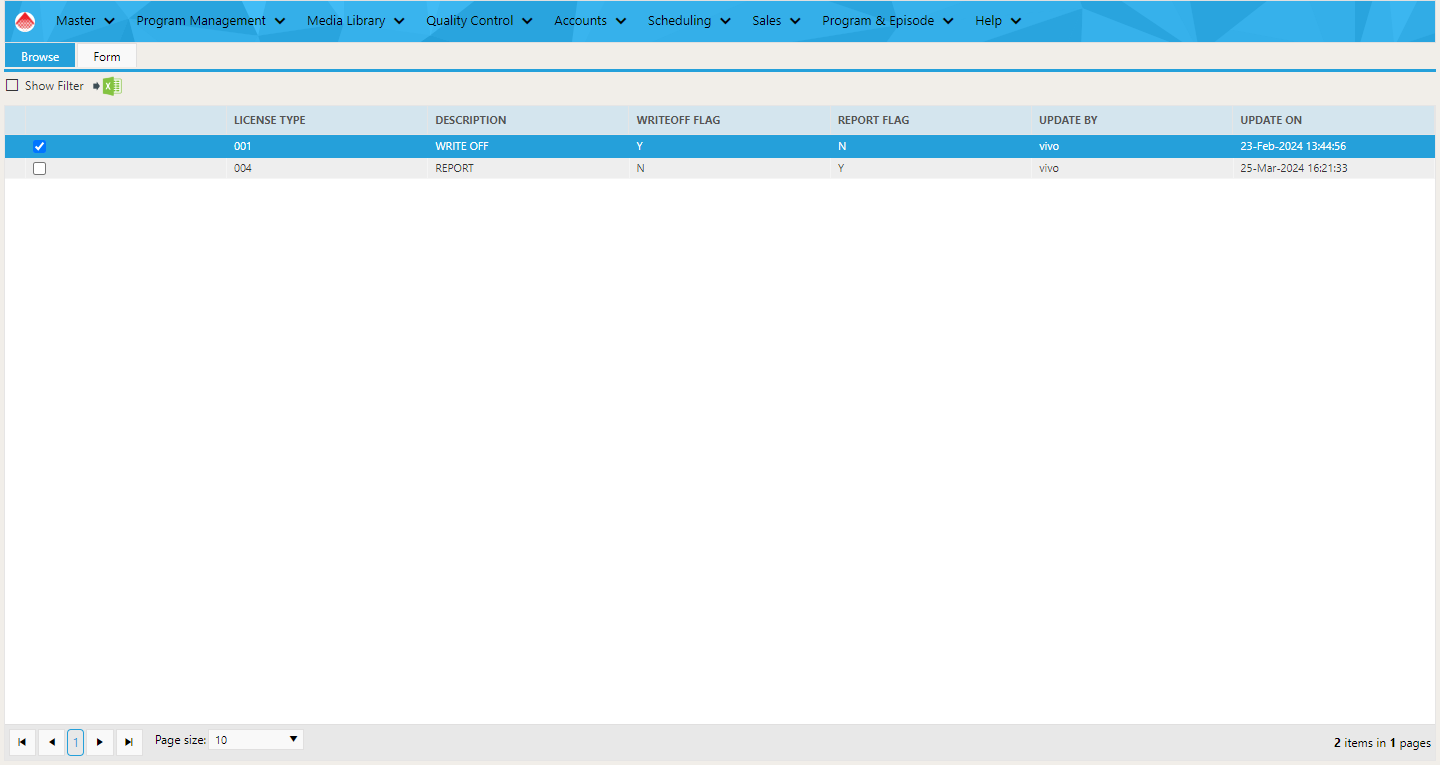 Master Program Management Media Library Quality Control Accounts Scheduling Sales Program & Episode Help
Browse Form
Show Filter
LICENSE TYPE DESCRIPTION WRITEOFF FLAG REPORT FLAG UPDATE BY UPDATE ON
001 WRITE OFF Y N vivo 23-Feb-2024 13:44:56
004 REPORT N Y vivo 25-Mar-2024 16:21:33
1 Page size: 10 2 items in 1 pages